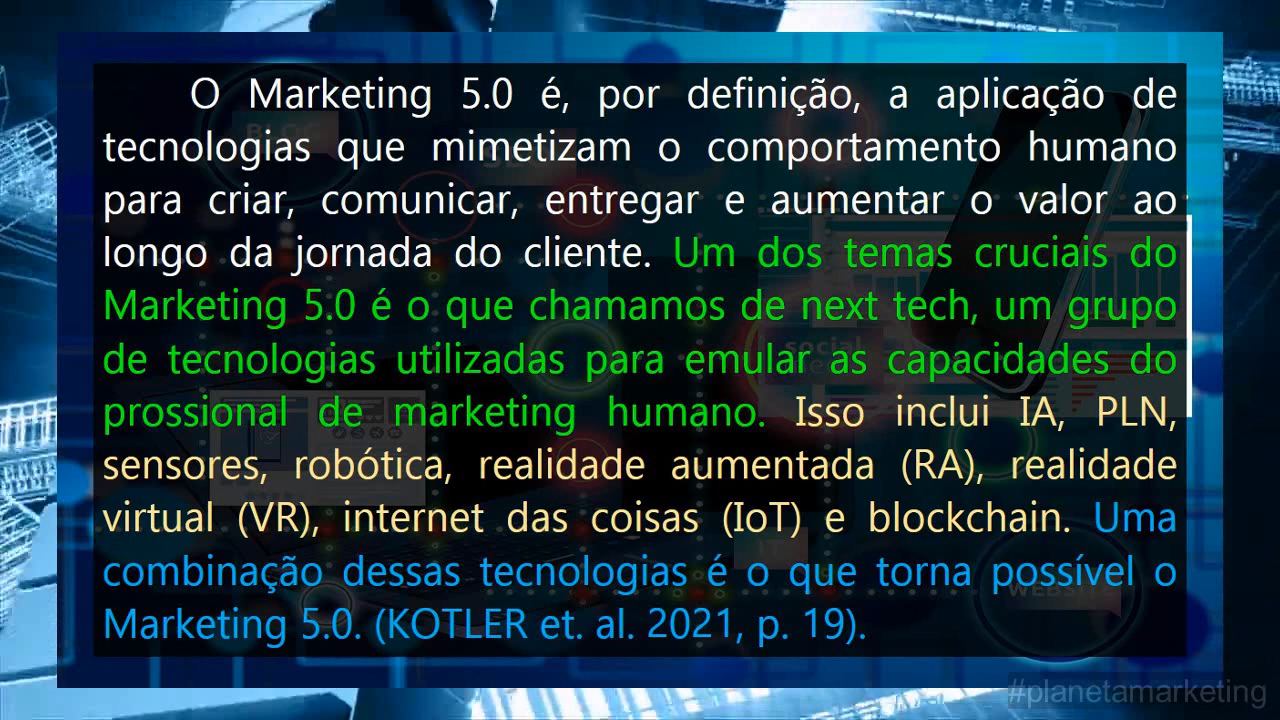 O Marketing 5.0 é, por definição, a aplicação de
tecnologias que mimetizam o comportamento humano
para criar, comunicar, entregar e aumentar o valor ao
longo da jornada do cliente. Um dos temas cruciais do
Marketing 5.0 é o que chamamos de next tech, um grupo
de tecnologias utilizadas para emular as capacidades do
prossional de marketing humano. Isso inclui IA, PLN,
sensores, robótica, realidade aumentada (RA), realidade
virtual (VR), internet das coisas (IoT) e blockchain. Uma
combinação dessas tecnologias é o que torna possível o
Marketing 5.0. (KOTLER et. al. 2021, p. 19).
#planetamarketing